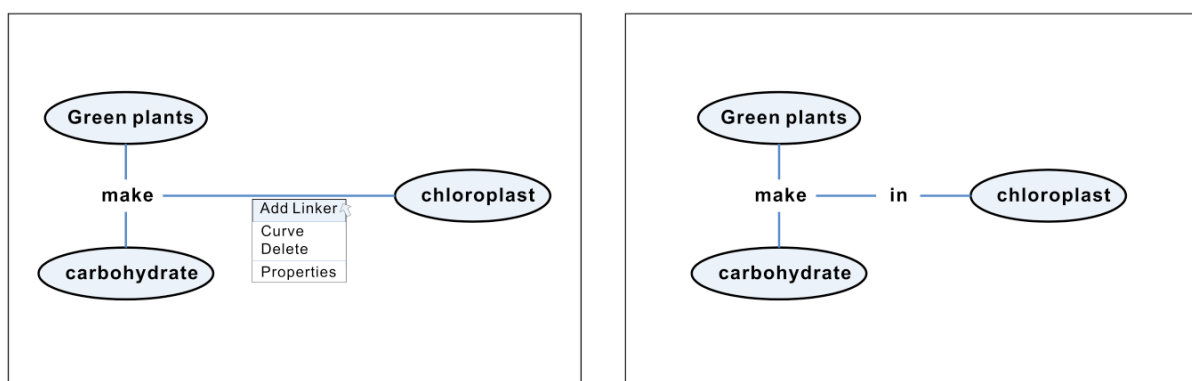 Green plants
make
chloroplast
Add Linker
Curve
Delete
Properties
carbohydrate
Green plants
make
in
chloroplast
carbohydrate